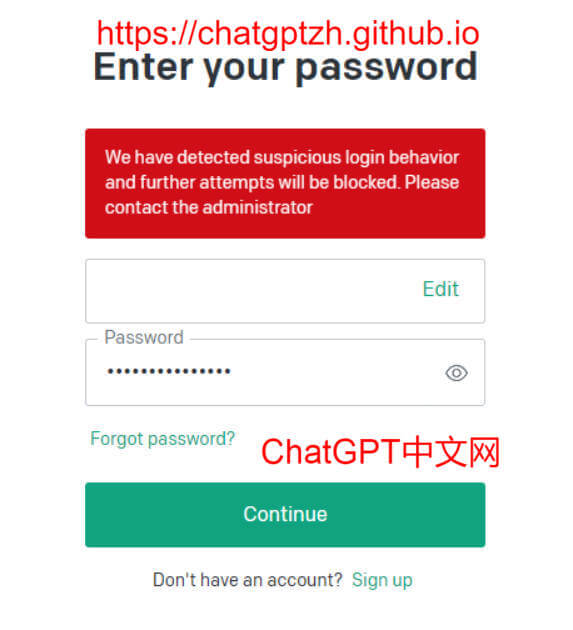 https://chatgptzh.github.io
Enter your password
We have detected suspicious login behavior
and further attempts will be blocked. Please
contact the administrator
Edit
Password
•••••••••••••••
Forgot password?
ChatGPT中文网
Continue
Don't have an account? Sign up